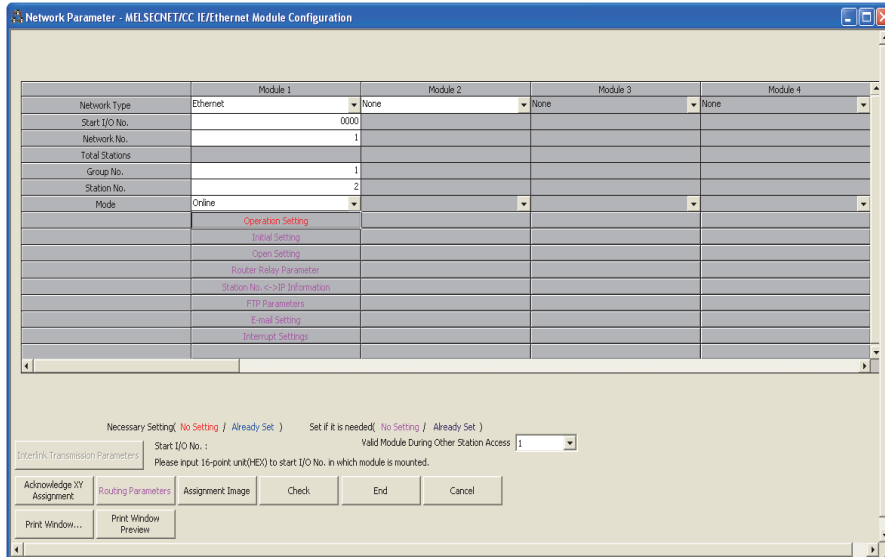 Network Parameter - MELSECNET/CC IE/Ethernet Module Configuration
Module 1 Module 2 Module 3 Module 4
Network Type Ethernet None None None
Start I/O No. 0000
Network No. 1
Total Stations
Group No. 1
Station No. 2
Mode Online
Operation Setting
Initial Setting
Open Setting
Router Relay Parameter
Station No. <->IP Information
FTP Parameters
E-mail Setting
Interrupt Settings
Necessary Setting( No Setting / Already Set ) Set if it is needed( No Setting / Already Set )
Interlink Transmission Parameters
Start I/O No. : Valid Module During Other Station Access 1
Please input 16-point unit(HEX) to start I/O No. in which module is mounted.
Acknowledge XY Assignment Routing Parameters Assignment Image Check End Cancel
Print Window... Print Window Preview